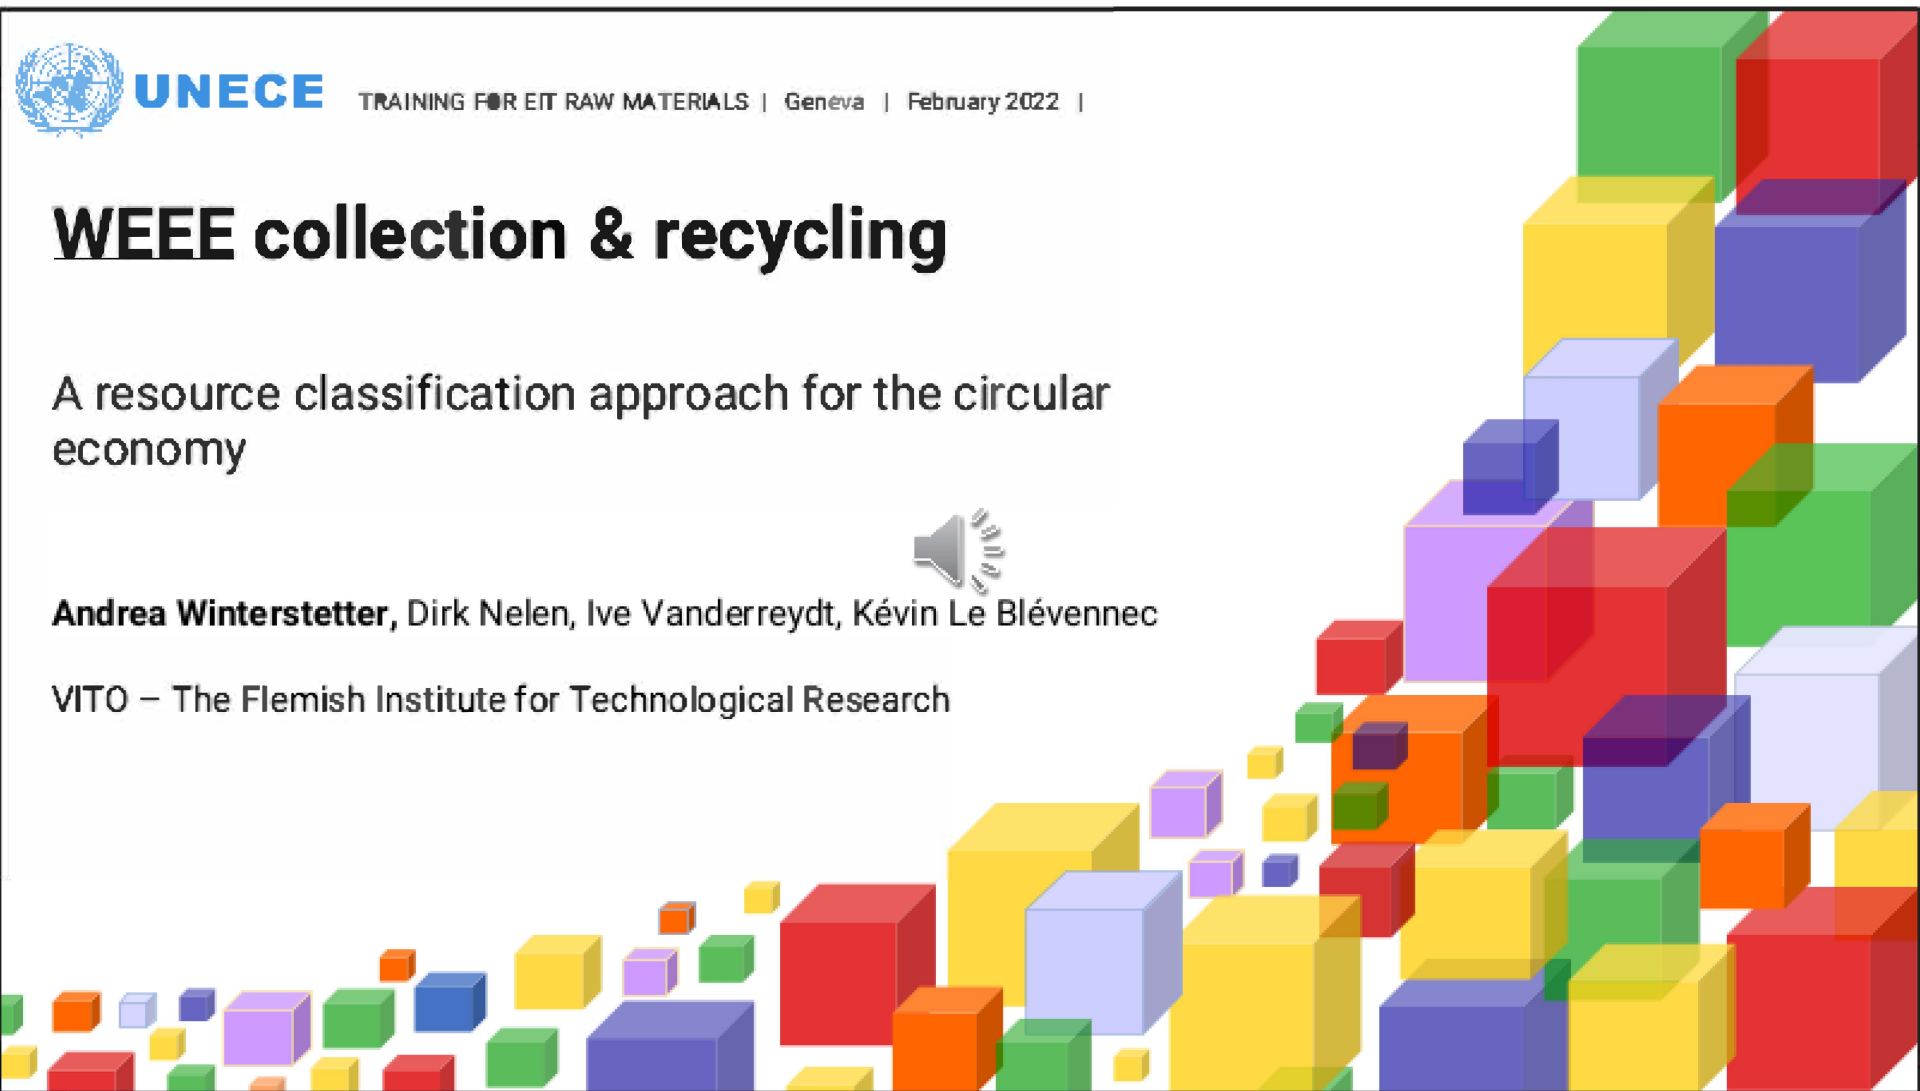 UNECE TRAINING FOR EIT RAW MATERIALS | Geneva | February 2022 |
WEEE collection & recycling
A resource classification approach for the circular
economy
Andrea Winterstetter, Dirk Nelen, Ive Vanderreydt, Kévin Le Blévennec
VITO – The Flemish Institute for Technological Research